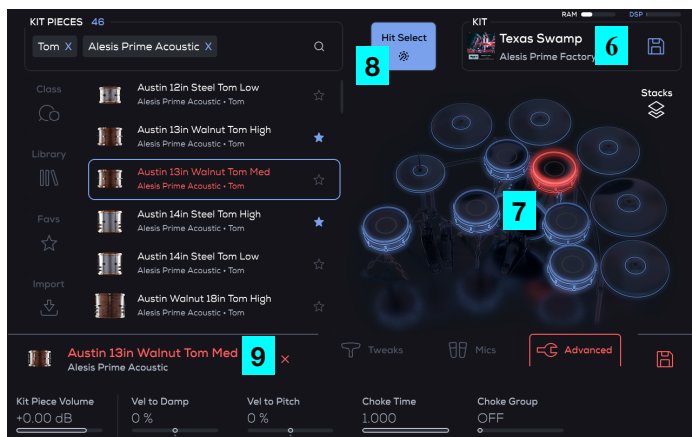 KIT PIECES 46
Tom X Alesis Prime Acoustic X
Hit Select
8
RAM DSP
KIT
Texas Swamp
Alesis Prime Factory
6
Class
Library
Favs
Import
Austin 12in Steel Tom Low
Alesis Prime Acoustic • Tom
Austin 13in Walnut Tom High
Alesis Prime Acoustic • Tom
Austin 13in Walnut Tom Med
Alesis Prime Acoustic • Tom
Austin 14in Steel Tom High
Alesis Prime Acoustic • Tom
Austin 14in Steel Tom Low
Alesis Prime Acoustic • Tom
Austin Walnut 18in Tom High
Alesis Prime Acoustic • Tom
Stacks
7
Austin 13in Walnut Tom Med
Alesis Prime Acoustic
9
×
Tweaks
Mics
Advanced
Kit Piece Volume
+0.00 dB
Vel to Damp
0 %
Vel to Pitch
0 %
Choke Time
1.000
Choke Group
OFF